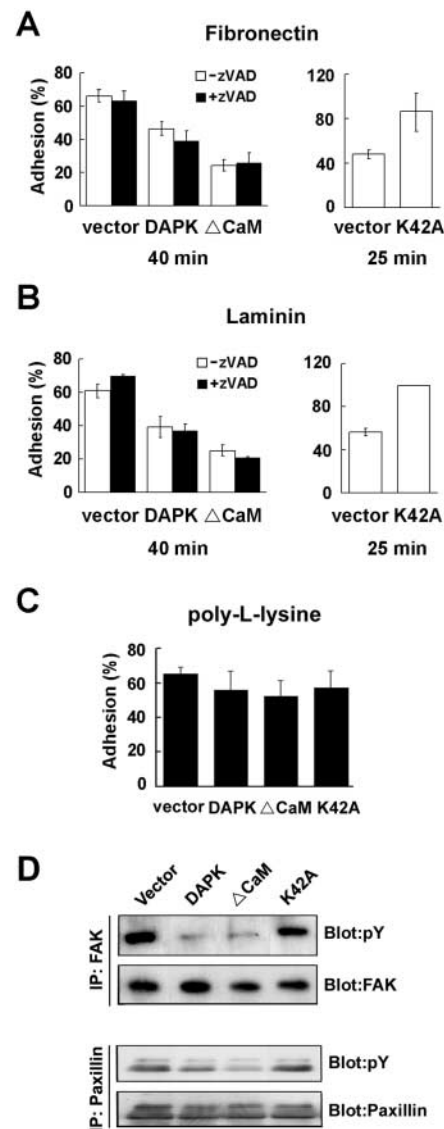 A
Fibronectin
Adhesion (%)
80
60
40
20
0
−zVAD
+zVAD
vector DAPK △CaM
40 min
120
80
40
0
vector K42A
25 min
B
Laminin
Adhesion (%)
80
60
40
20
0
−zVAD
+zVAD
vector DAPK △CaM
40 min
120
80
40
0
vector K42A
25 min
C
poly-L-lysine
Adhesion (%)
80
60
40
20
0
vector DAPK △CaM K42A
D
Vector DAPK △CaM K42A
IP: FAK
Blot:pY
Blot:FAK
IP: Paxillin
Blot:pY
Blot:Paxillin